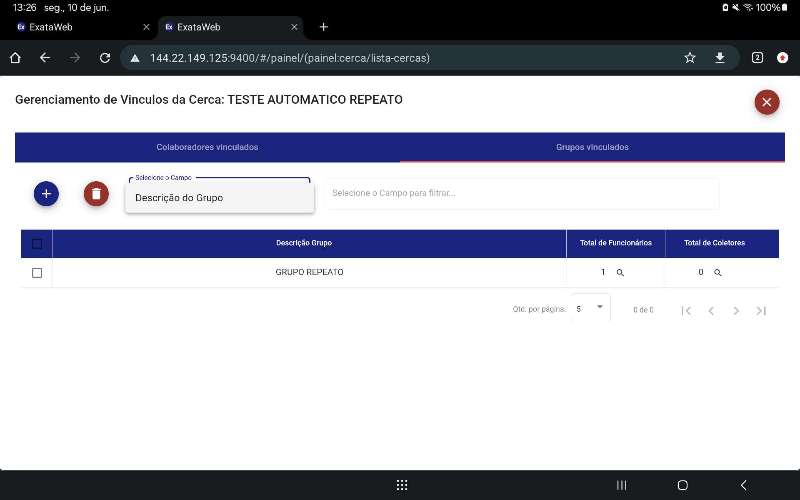 13:26 seg., 10 de jun.
100%
Ex ExataWeb
Ex ExataWeb
144.22.149.125:9400/#/painel/(painel:cerca/lista-cercas)
2
Gerenciamento de Vinculos da Cerca: TESTE AUTOMATICO REPEATO
Colaboradores vinculados
Grupos vinculados
Selecione o Campo
Descrição do Grupo
Selecione o Campo para filtrar...
Descrição Grupo
Total de Funcionários
Total de Coletores
GRUPO REPEATO
1
0
Qtd. por página:
5
0 de 0